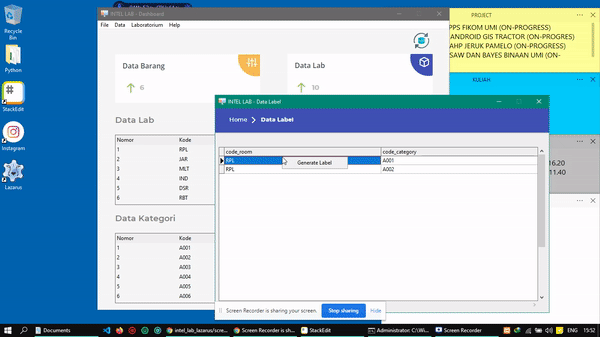 Recycle
Bin
Python
StackEdit
Instagram
Lazarus
INTEL LAB - Dashboard
File Data Laboratorium Help
Data Barang
6
Data Lab
10
Data Lab
Nomor Kode
1 RPL
2 JAR
3 MLT
4 IND
5 DSR
6 RBT
Data Kategori
Nomor Kode
1 A001
2 A002
3 A003
4 A004
5 A005
6 A006
INTEL LAB - Data Label
Home > Data Label
code_room code_category
RPL A001
RPL A002
Generate Label
PROJECT
PPS FIKOM UMI (ON-PROGRESS)
ANDROID GIS TRACTOR (ON-PROGRES)
AHP JERUK PAMELO (ON-PROGRESS)
SAW DAN BAYES BINAAN UMI (ON-
KULIAH
16.20
11.40
Screen Recorder is sharing your screen. Stop sharing Hide
Documents
intel_lab_lazarus/scre...
Screen Recorder is sh...
StackEdit
Administrator: C:\Wi...
Screen Recorder
ENG 15:52